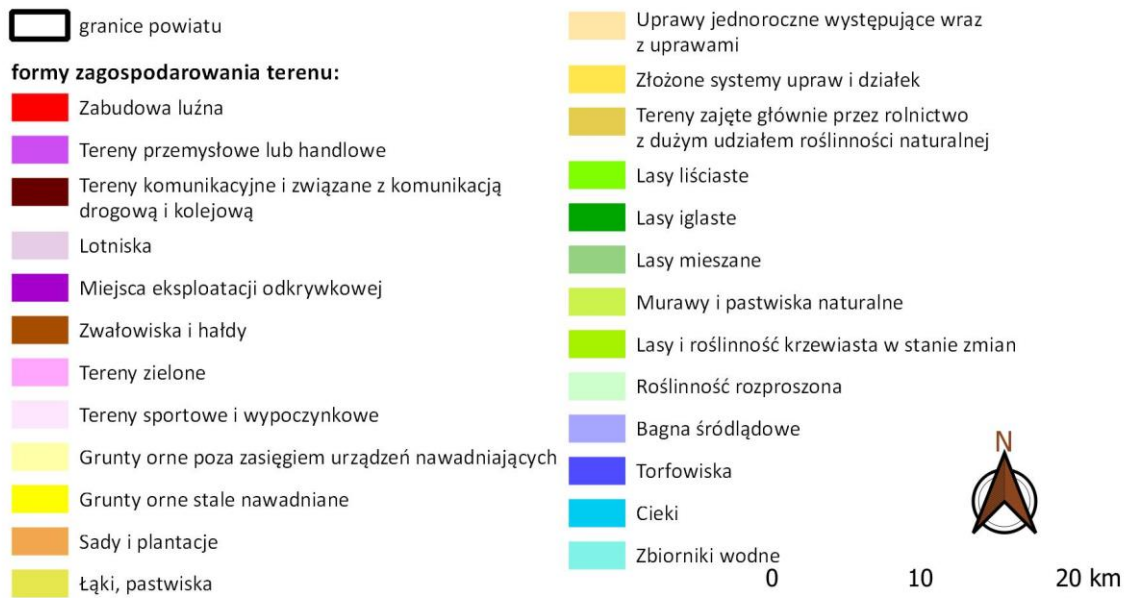 granice powiatu
formy zagospodarowania terenu:
Zabudowa luźna
Tereny przemysłowe lub handlowe
Tereny komunikacyjne i związane z komunikacją
drogową i kolejową
Lotniska
Miejsca eksploatacji odkrywkowej
Zwałowiska i hałdy
Tereny zielone
Tereny sportowe i wypoczynkowe
Grunty orne poza zasięgiem urządzeń nawadniających
Grunty orne stale nawadniane
Sady i plantacje
Łąki, pastwiska
Uprawy jednoroczne występujące wraz
z uprawami
Złożone systemy upraw i działek
Tereny zajęte głównie przez rolnictwo
z dużym udziałem roślinności naturalnej
Lasy liściaste
Lasy iglaste
Lasy mieszane
Murawy i pastwiska naturalne
Lasy i roślinność krzewiasta w stanie zmian
Roślinność rozproszona
Bagna śródlądowe
Torfowiska
Cieki
Zbiorniki wodne
N
0 10 20 km